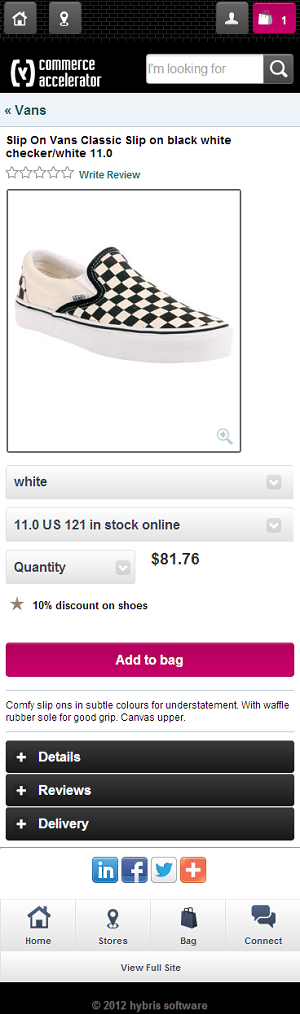 1
commerce
accelerator
I'm looking for
« Vans
Slip On Vans Classic Slip on black white
checker/white 11.0
Write Review
white
11.0 US 121 in stock online
Quantity
$81.76
10% discount on shoes
Add to bag
Comfy slip ons in subtle colours for understatement. With waffle
rubber sole for good grip. Canvas upper.
+ Details
+ Reviews
+ Delivery
in f
Home Stores Bag Connect
View Full Site
© 2012 hybris software